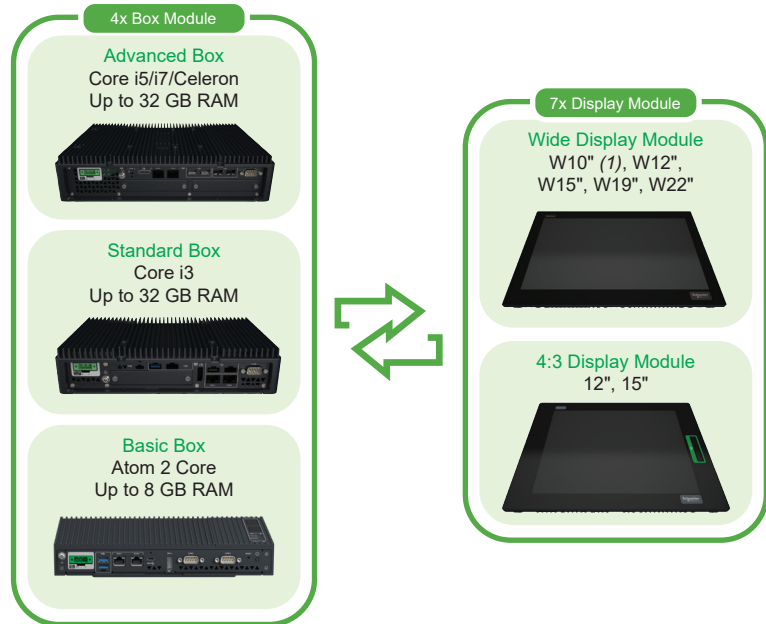 4x Box Module
Advanced Box
Core i5/i7/Celeron
Up to 32 GB RAM
Standard Box
Core i3
Up to 32 GB RAM
Basic Box
Atom 2 Core
Up to 8 GB RAM
7x Display Module
Wide Display Module
W10" (1), W12",
W15", W19", W22"
Schneider
4:3 Display Module
12", 15"
Schneider